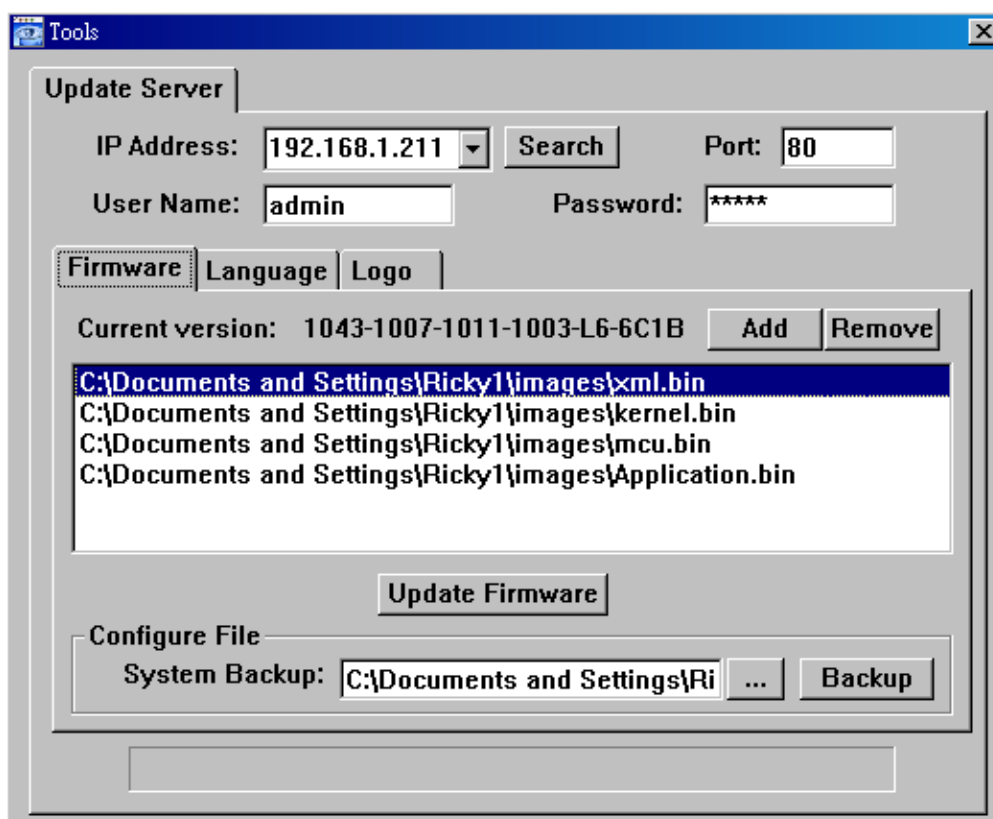 Tools
Update Server
IP Address: 192.168.1.211 Search Port: 80
User Name: admin Password: *****
Firmware Language Logo
Current version: 1043-1007-1011-1003-L6-6C1B Add Remove
C:\Documents and Settings\Ricky1\images\xml.bin
C:\Documents and Settings\Ricky1\images\kernel.bin
C:\Documents and Settings\Ricky1\images\mcu.bin
C:\Documents and Settings\Ricky1\images\Application.bin
Update Firmware
Configure File
System Backup: C:\Documents and Settings\Ri ... Backup